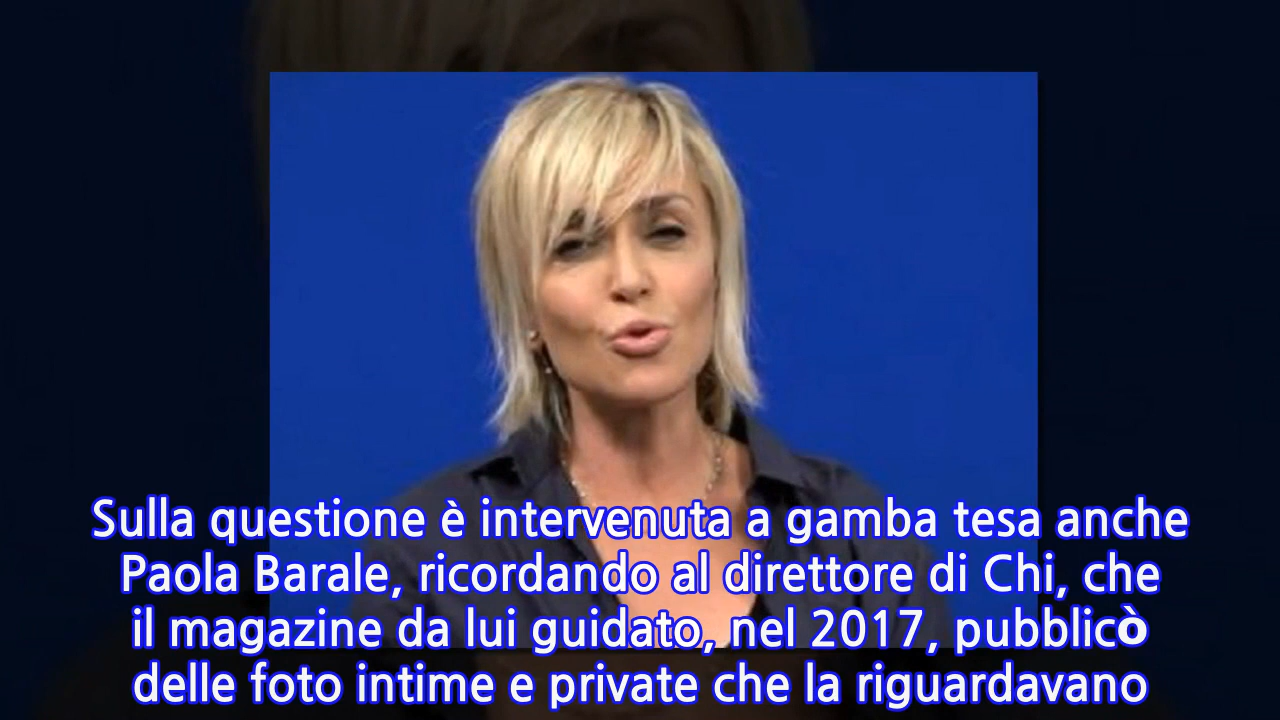 Sulla questione è intervenuta a gamba tesa anche
Paola Barale, ricordando al direttore di Chi, che
il magazine da lui guidato, nel 2017, pubblicò
delle foto intime e private che la riguardavano